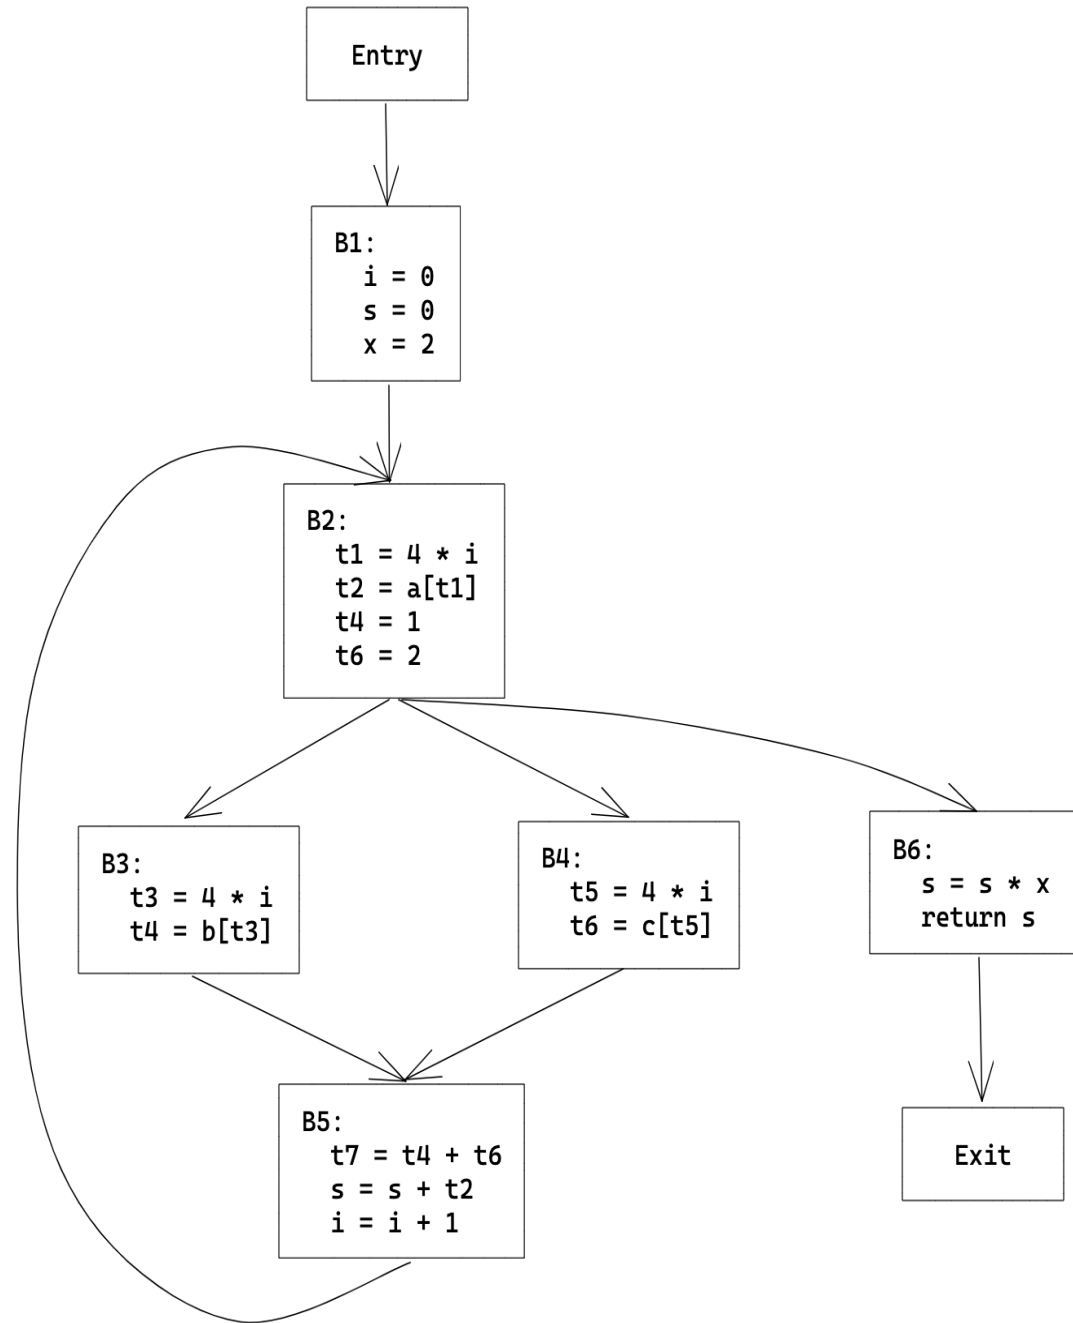 Entry
B1:
i = 0
s = 0
x = 2
B2:
t1 = 4 * i
t2 = a[t1]
t4 = 1
t6 = 2
B3:
t3 = 4 * i
t4 = b[t3]
B4:
t5 = 4 * i
t6 = c[t5]
B6:
s = s * x
return s
B5:
t7 = t4 + t6
s = s + t2
i = i + 1
Exit